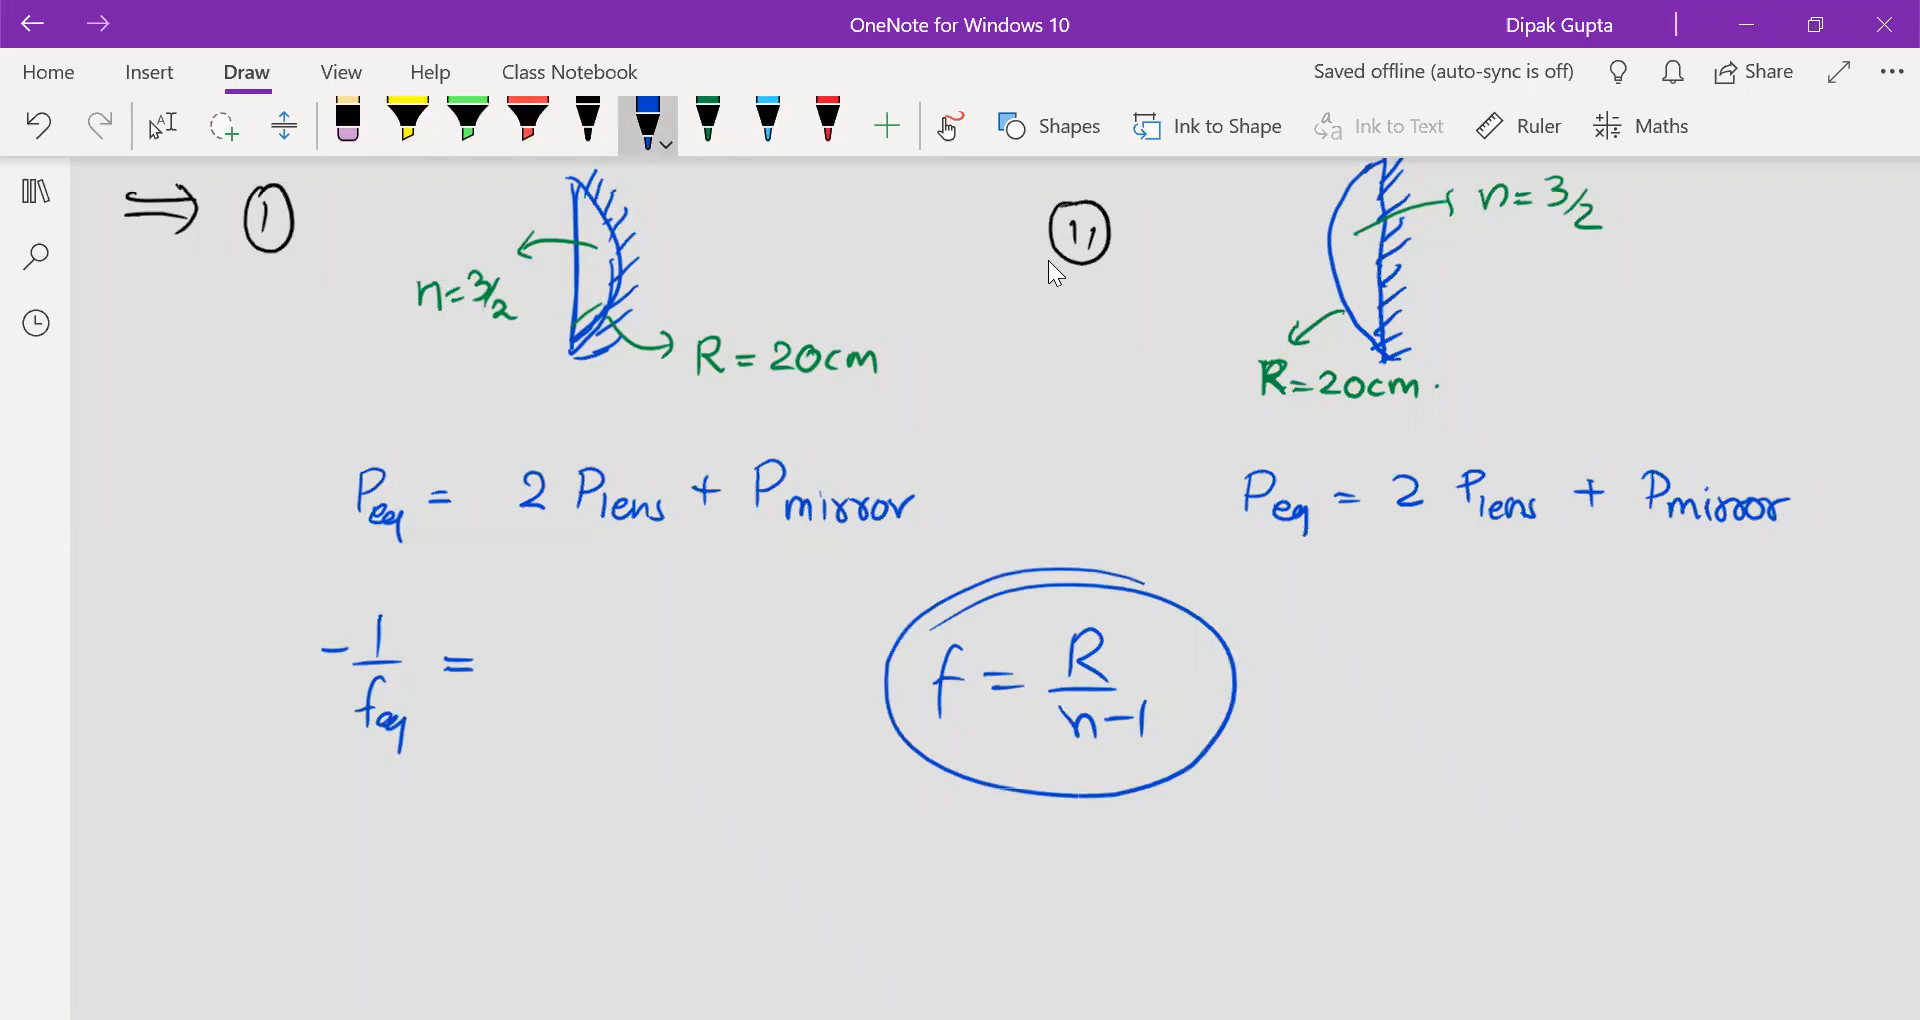 OneNote for Windows 10
Dipak Gupta
Home Insert Draw View Help Class Notebook
Saved offline (auto-sync is off) Share
Shapes Ink to Shape Ink to Text Ruler Maths
⇒ ① n = 3/2 R = 20cm
⑪ n = 3/2 R = 20cm.
Peq = 2 Plens + Pmirror
Peq = 2 Plens + Pmirror
-1/feq =
f = R/n-1